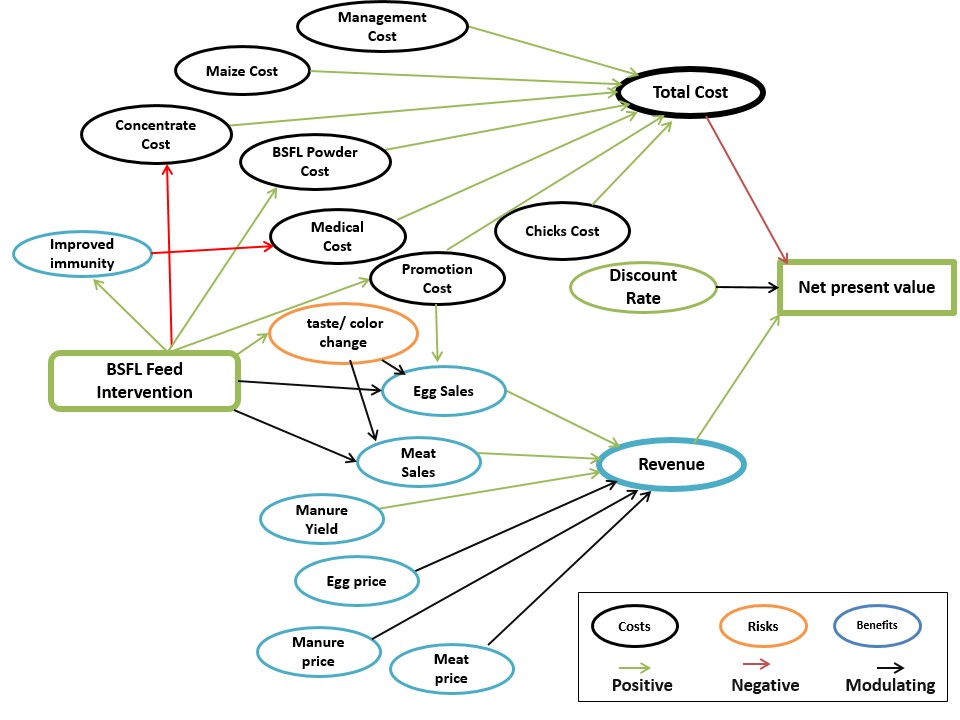 Management
Cost
Maize Cost
Total Cost
Concentrate
Cost
BSFL Powder
Cost
Medical
Cost
Chicks Cost
Improved
immunity
Promotion
Cost
Discount
Rate
Net present value
taste/ color
change
BSFL Feed
Intervention
Egg Sales
Meat
Sales
Revenue
Manure
Yield
Egg price
Manure
price
Meat
price
Costs
Risks
Benefits
Positive
Negative
Modulating